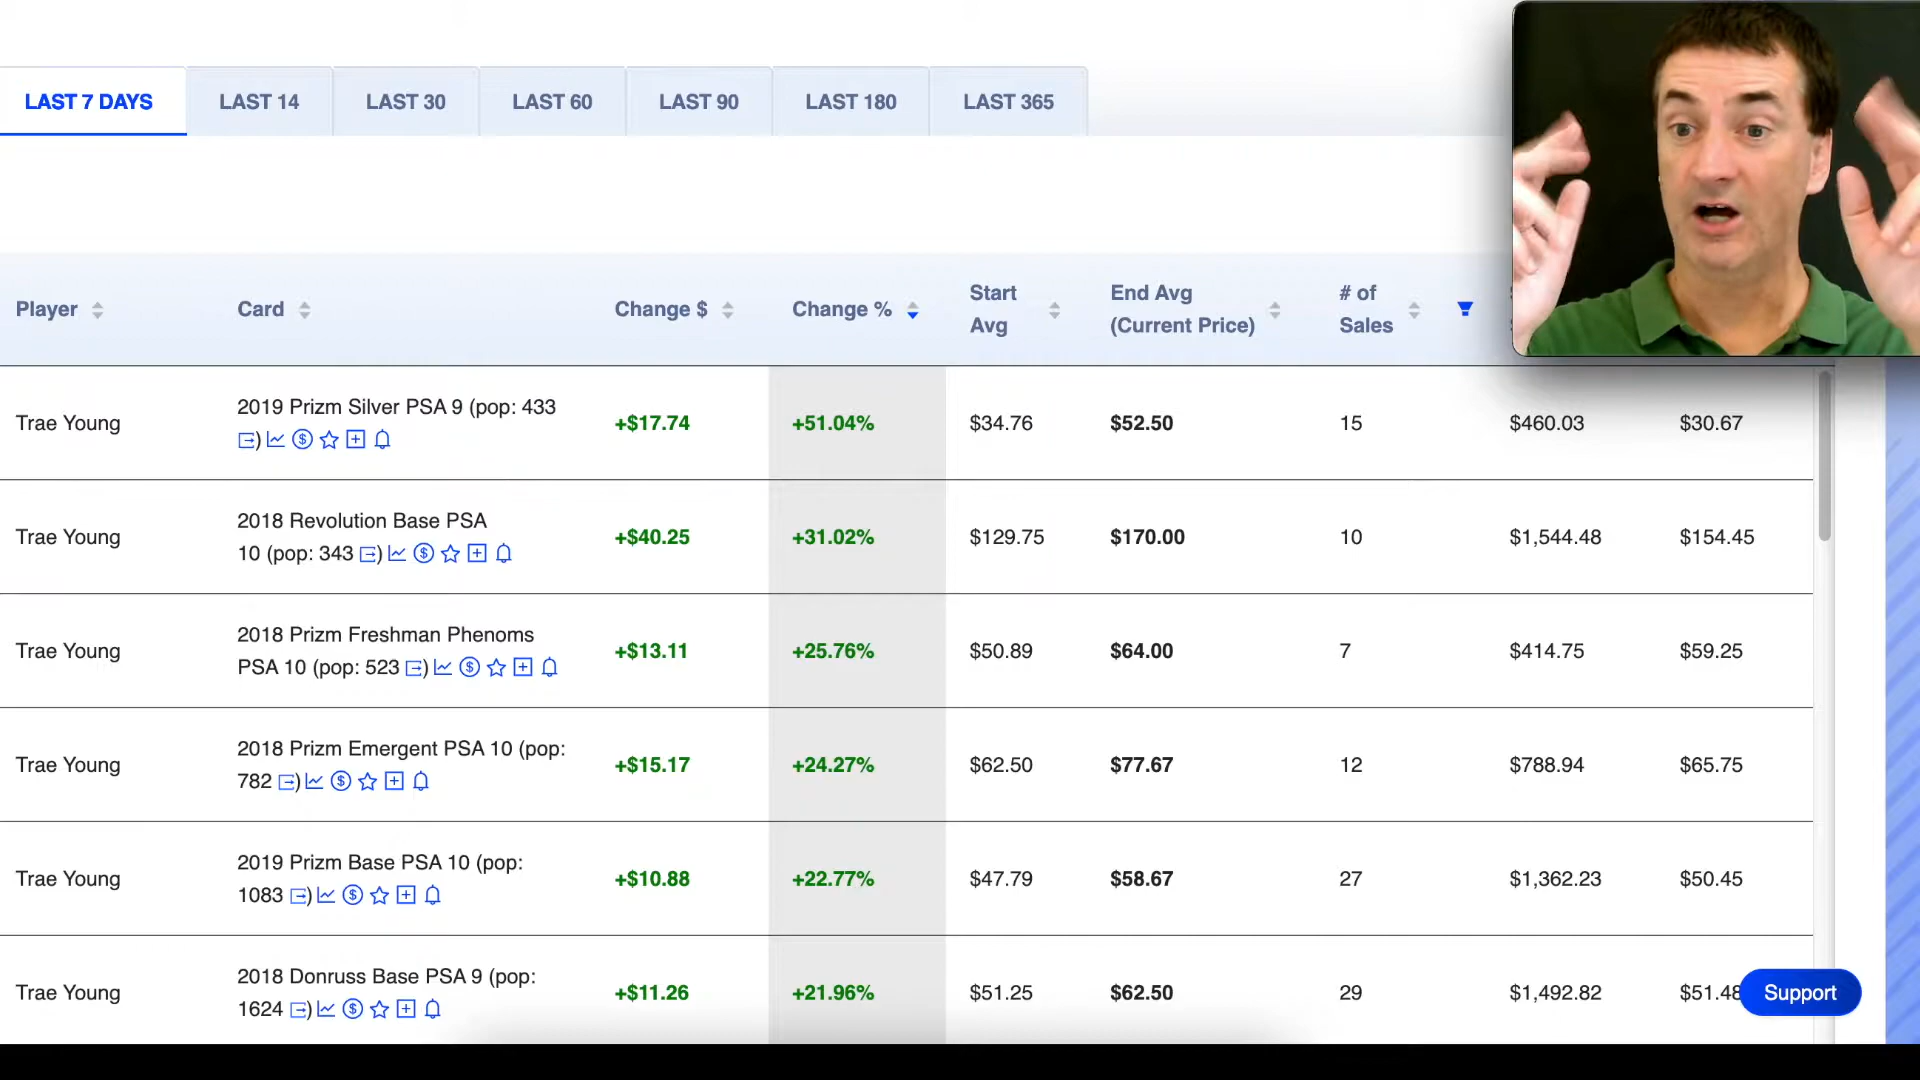 LAST 7 DAYS LAST 14 LAST 30 LAST 60 LAST 90 LAST 180 LAST 365
Player Card Change $ Change % Start Avg End Avg (Current Price) # of Sales
Trae Young 2019 Prizm Silver PSA 9 (pop: 433 +$17.74 +51.04% $34.76 $52.50 15 $460.03 $30.67
)
Trae Young 2018 Revolution Base PSA +$40.25 +31.02% $129.75 $170.00 10 $1,544.48 $154.45
10 (pop: 343 )
Trae Young 2018 Prizm Freshman Phenoms +$13.11 +25.76% $50.89 $64.00 7 $414.75 $59.25
PSA 10 (pop: 523 )
Trae Young 2018 Prizm Emergent PSA 10 (pop: +$15.17 +24.27% $62.50 $77.67 12 $788.94 $65.75
782 )
Trae Young 2019 Prizm Base PSA 10 (pop: +$10.88 +22.77% $47.79 $58.67 27 $1,362.23 $50.45
1083 )
Trae Young 2018 Donruss Base PSA 9 (pop: +$11.26 +21.96% $51.25 $62.50 29 $1,492.82 $51.48
1624 )
Support